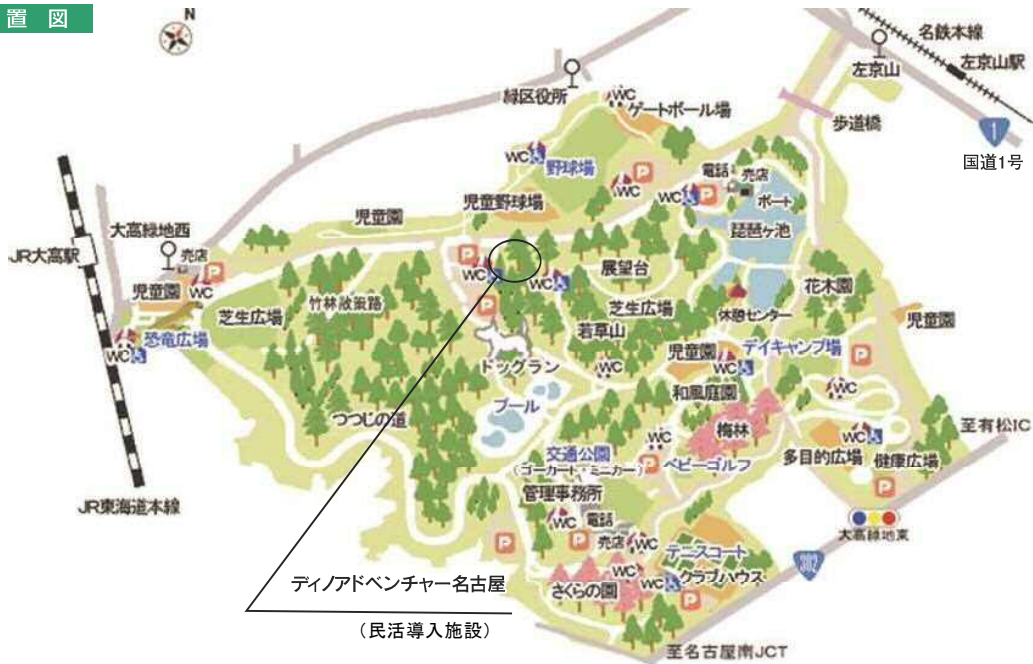 置 図
N
名鉄本線
左京山駅
左京山
緑区役所
WC
ゲートボール場
歩道橋
1
国道1号
WC
野球場
P
WC
電話
売店
WC
P
ボート
児童野球場
児童園
琵琶ヶ池
大高緑地西
JR大高駅
売店
P
P
WC
WC
展望台
花木園
児童園
WC
竹林散策路
芝生広場
P
芝生広場
若草山
休憩センター
児童園
恐竜広場
WC
ドッグラン
児童園
デイキャンプ場
P
WC
WC
和風庭園
WC
プール
つつじの道
梅林
至有松IC
交通公園
(ゴーカート・ミニカー)
WC
P
ベビーゴルフ
多目的広場
WC
健康広場
JR東海道本線
管理事務所
P
WC
電話
大高緑地東
P
P
売店
WC
テニスコート
302
ディノアドベンチャー名古屋
WC
さくらの園
WC
クラブハウス
P
(民活導入施設)
至名古屋南JCT